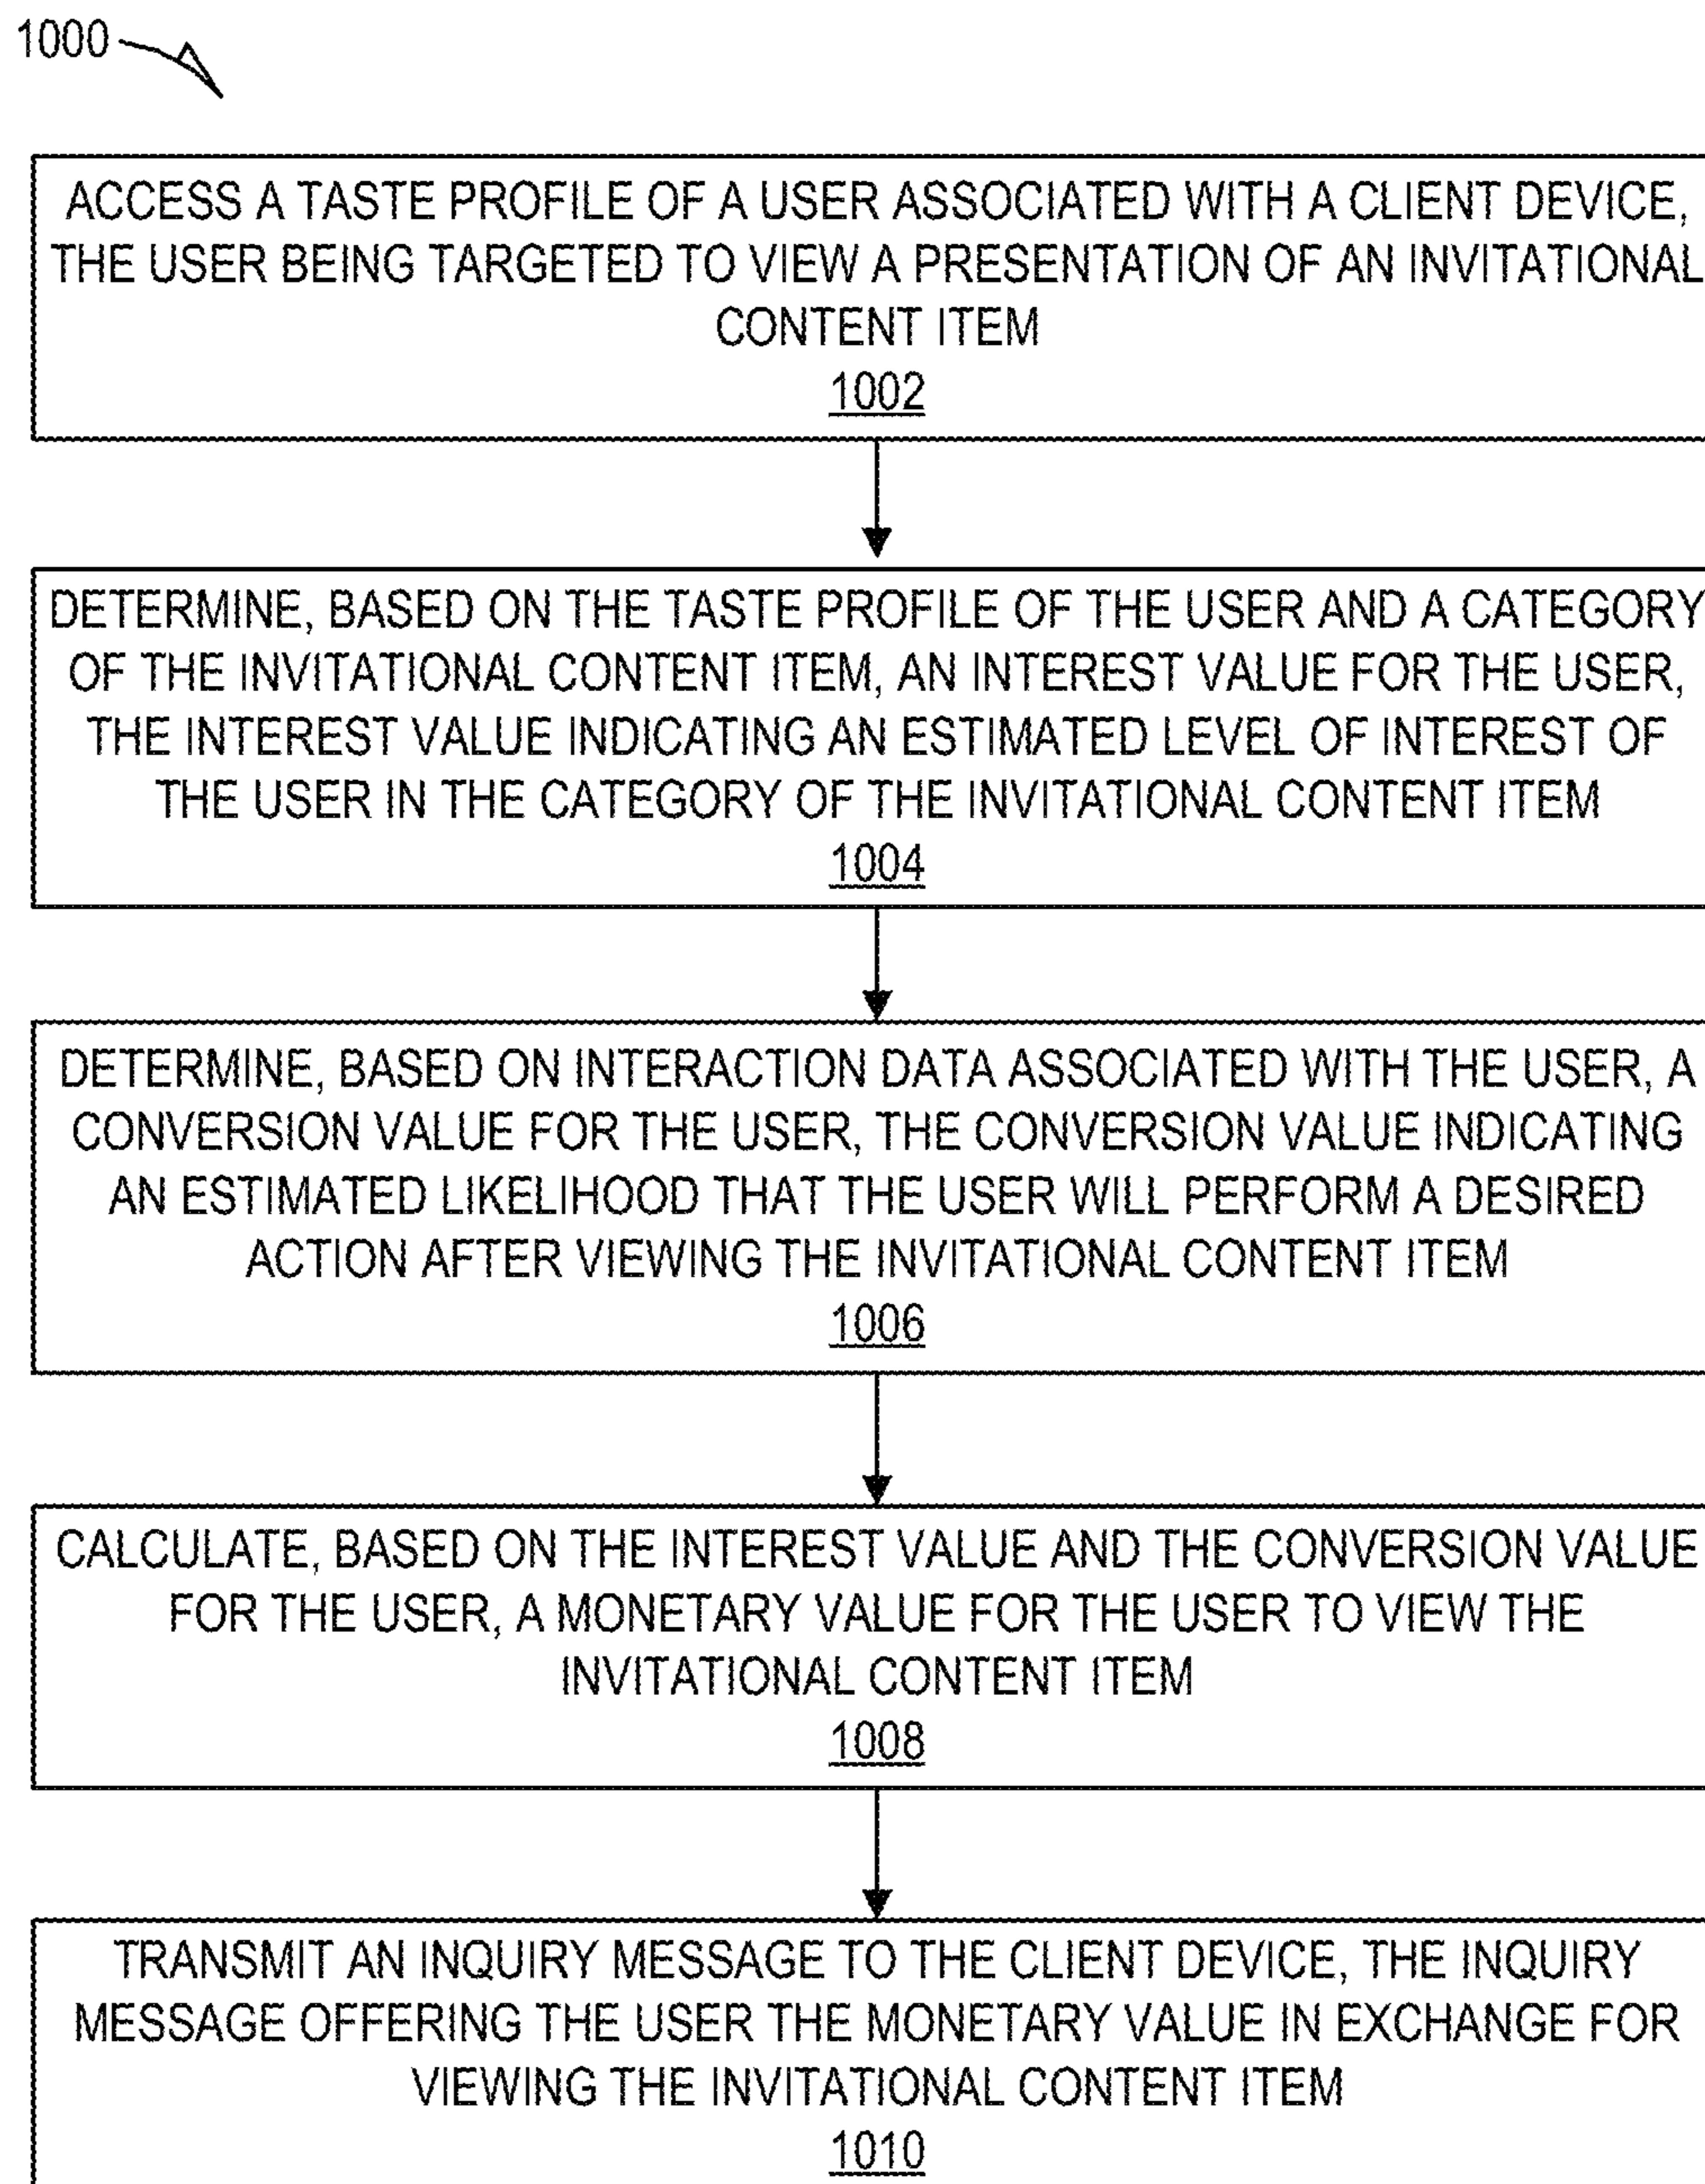 1000
ACCESS A TASTE PROFILE OF A USER ASSOCIATED WITH A CLIENT DEVICE,
THE USER BEING TARGETED TO VIEW A PRESENTATION OF AN INVITATIONAL
CONTENT ITEM
1002
DETERMINE, BASED ON THE TASTE PROFILE OF THE USER AND A CATEGORY
OF THE INVITATIONAL CONTENT ITEM, AN INTEREST VALUE FOR THE USER,
THE INTEREST VALUE INDICATING AN ESTIMATED LEVEL OF INTEREST OF
THE USER IN THE CATEGORY OF THE INVITATIONAL CONTENT ITEM
1004
DETERMINE, BASED ON INTERACTION DATA ASSOCIATED WITH THE USER, A
CONVERSION VALUE FOR THE USER, THE CONVERSION VALUE INDICATING
AN ESTIMATED LIKELIHOOD THAT THE USER WILL PERFORM A DESIRED
ACTION AFTER VIEWING THE INVITATIONAL CONTENT ITEM
1006
CALCULATE, BASED ON THE INTEREST VALUE AND THE CONVERSION VALUE
FOR THE USER, A MONETARY VALUE FOR THE USER TO VIEW THE
INVITATIONAL CONTENT ITEM
1008
TRANSMIT AN INQUIRY MESSAGE TO THE CLIENT DEVICE, THE INQUIRY
MESSAGE OFFERING THE USER THE MONETARY VALUE IN EXCHANGE FOR
VIEWING THE INVITATIONAL CONTENT ITEM
1010